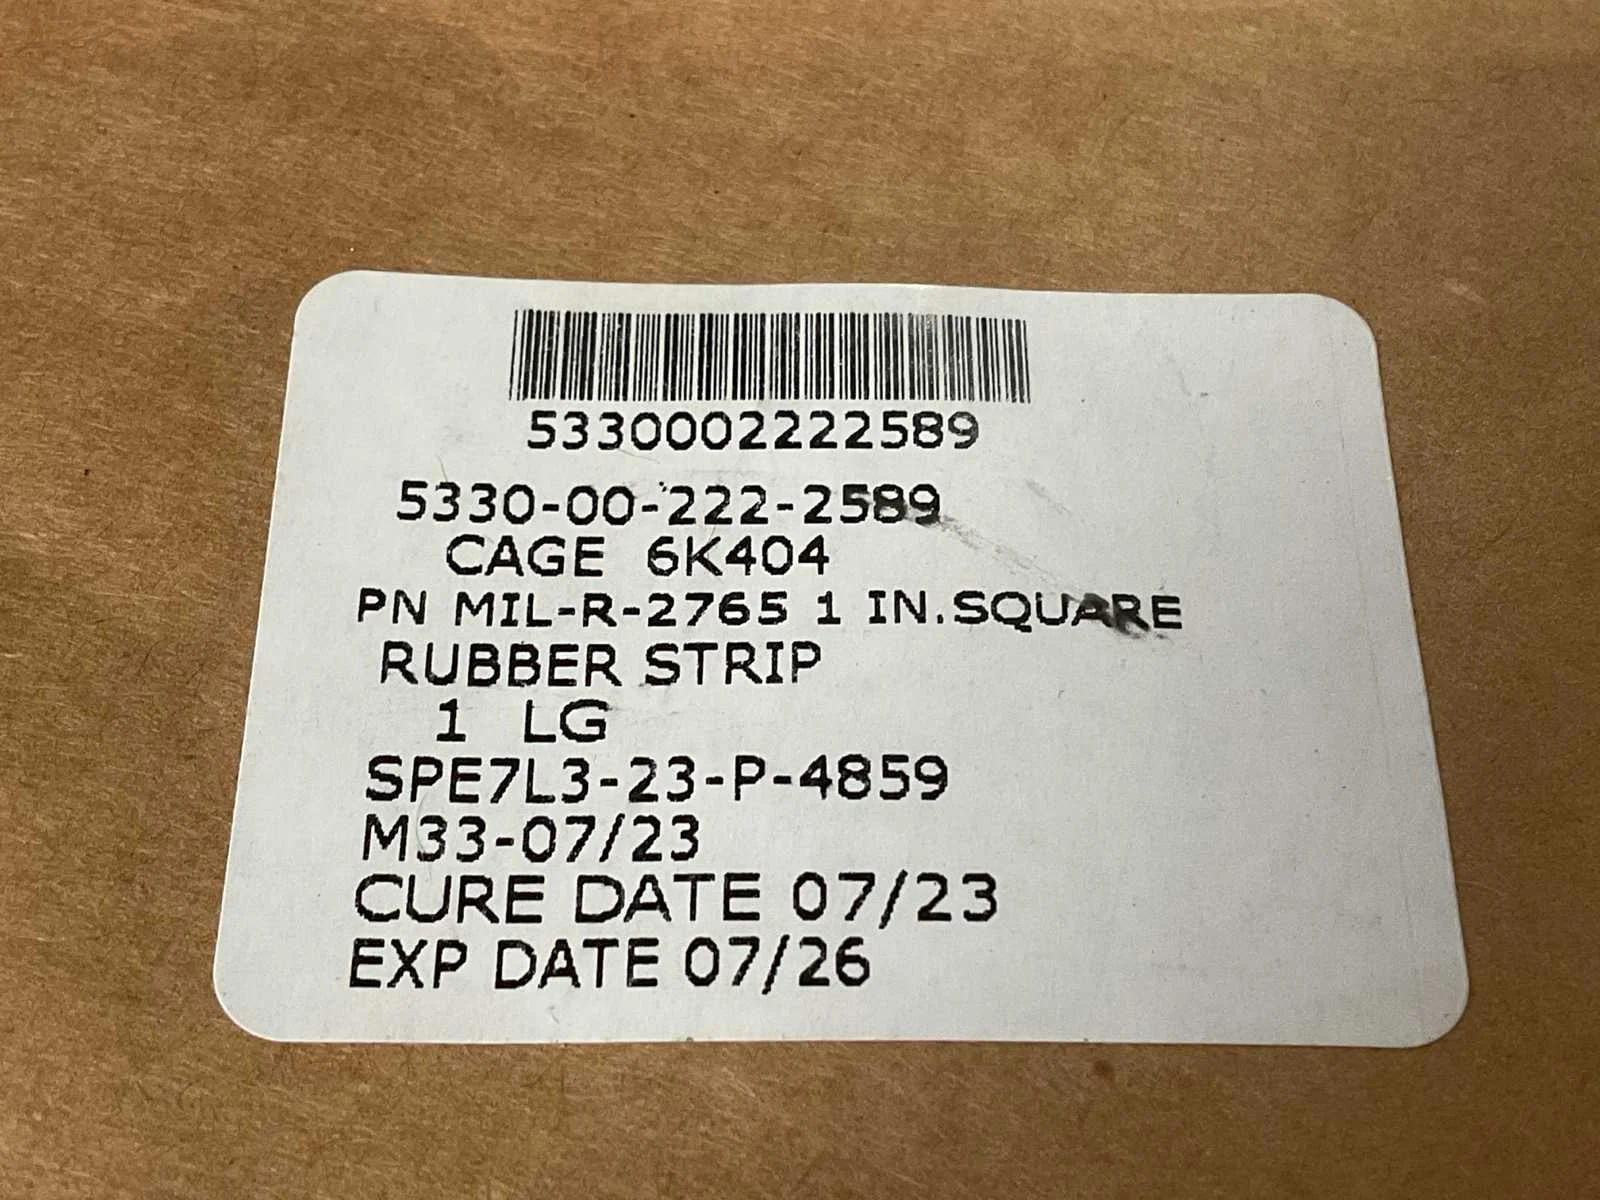 5330002222589
5330-00-222-2589
CAGE 6K404
PN MIL-R-2765 1 IN.SQUARE
RUBBER STRIP
1 LG
SPE7L3-23-P-4859
M33-07/23
CURE DATE 07/23
EXP DATE 07/26